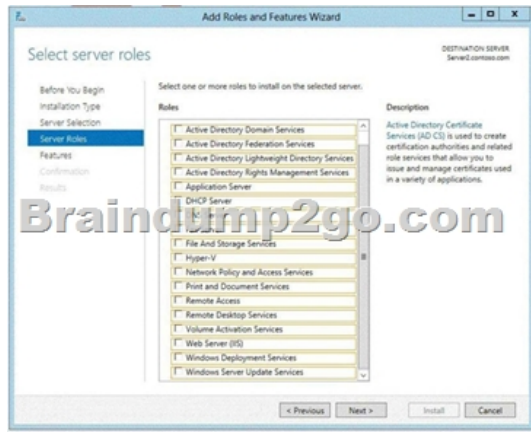 Add Roles and Features Wizard
Select server roles
DESTINATION SERVER
Server2.contoso.com
Before You Begin
Installation Type
Server Selection
Server Roles
Features
Confirmation
Results
Select one or more roles to install on the selected server.
Roles
Active Directory Domain Services
Active Directory Federation Services
Active Directory Lightweight Directory Services
Active Directory Rights Management Services
Application Server
DHCP Server
File And Storage Services
Hyper-V
Network Policy and Access Services
Print and Document Services
Remote Access
Remote Desktop Services
Volume Activation Services
Web Server (IIS)
Windows Deployment Services
Windows Server Update Services
Description
Active Directory Certificate
Services (AD CS) is used to create
certification authorities and related
role services that allow you to
issue and manage certificates used
in a variety of applications.
Braindump2go.com
< Previous
Next >
Install
Cancel